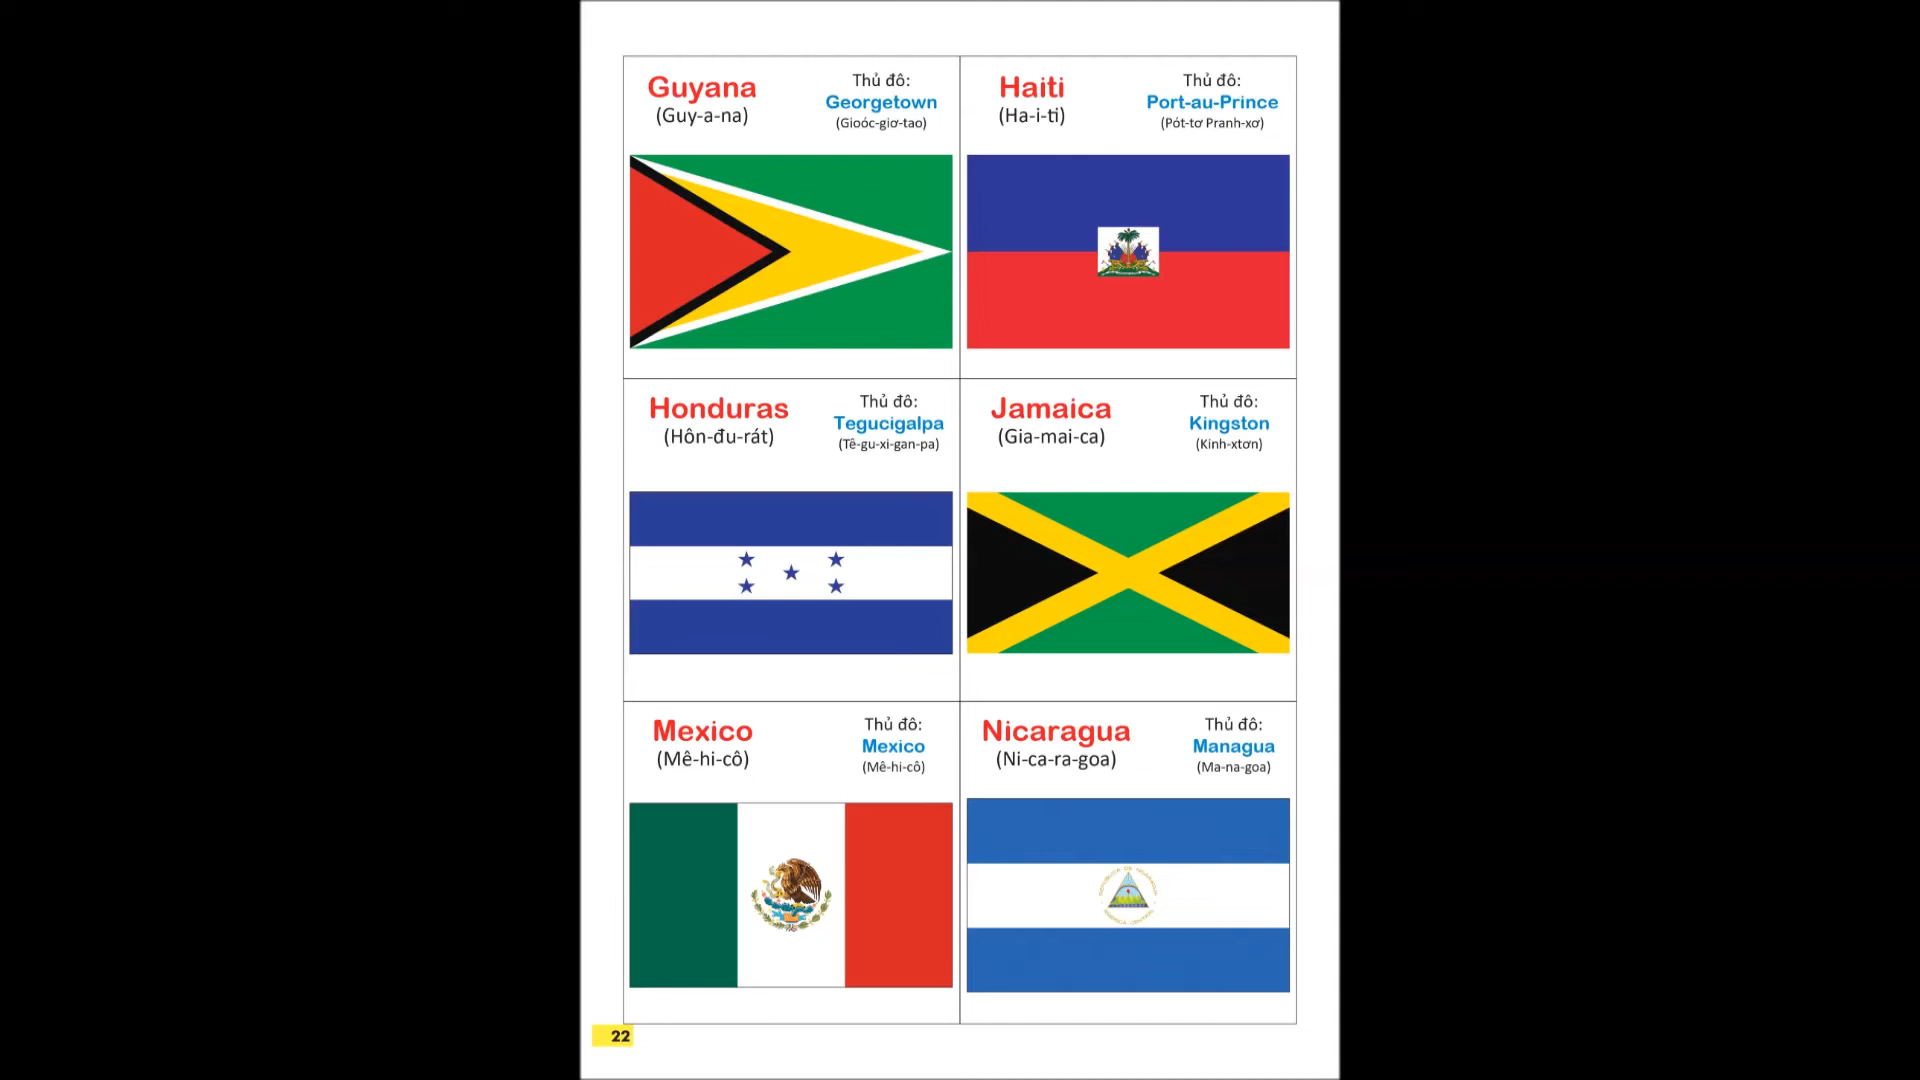 Guyana
(Guy-a-na)
Thủ đô:
Georgetown
(Gioóc-giơ-tao)
Haiti
(Ha-i-ti)
Thủ đô:
Port-au-Prince
(Pót-tơ Pranh-xơ)
Honduras
(Hôn-đu-rát)
Thủ đô:
Tegucigalpa
(Tê-gu-xi-gan-pa)
Jamaica
(Gia-mai-ca)
Thủ đô:
Kingston
(Kinh-xtơn)
Mexico
(Mê-hi-cô)
Thủ đô:
Mexico
(Mê-hi-cô)
Nicaragua
(Ni-ca-ra-goa)
Thủ đô:
Managua
(Ma-na-goa)
22